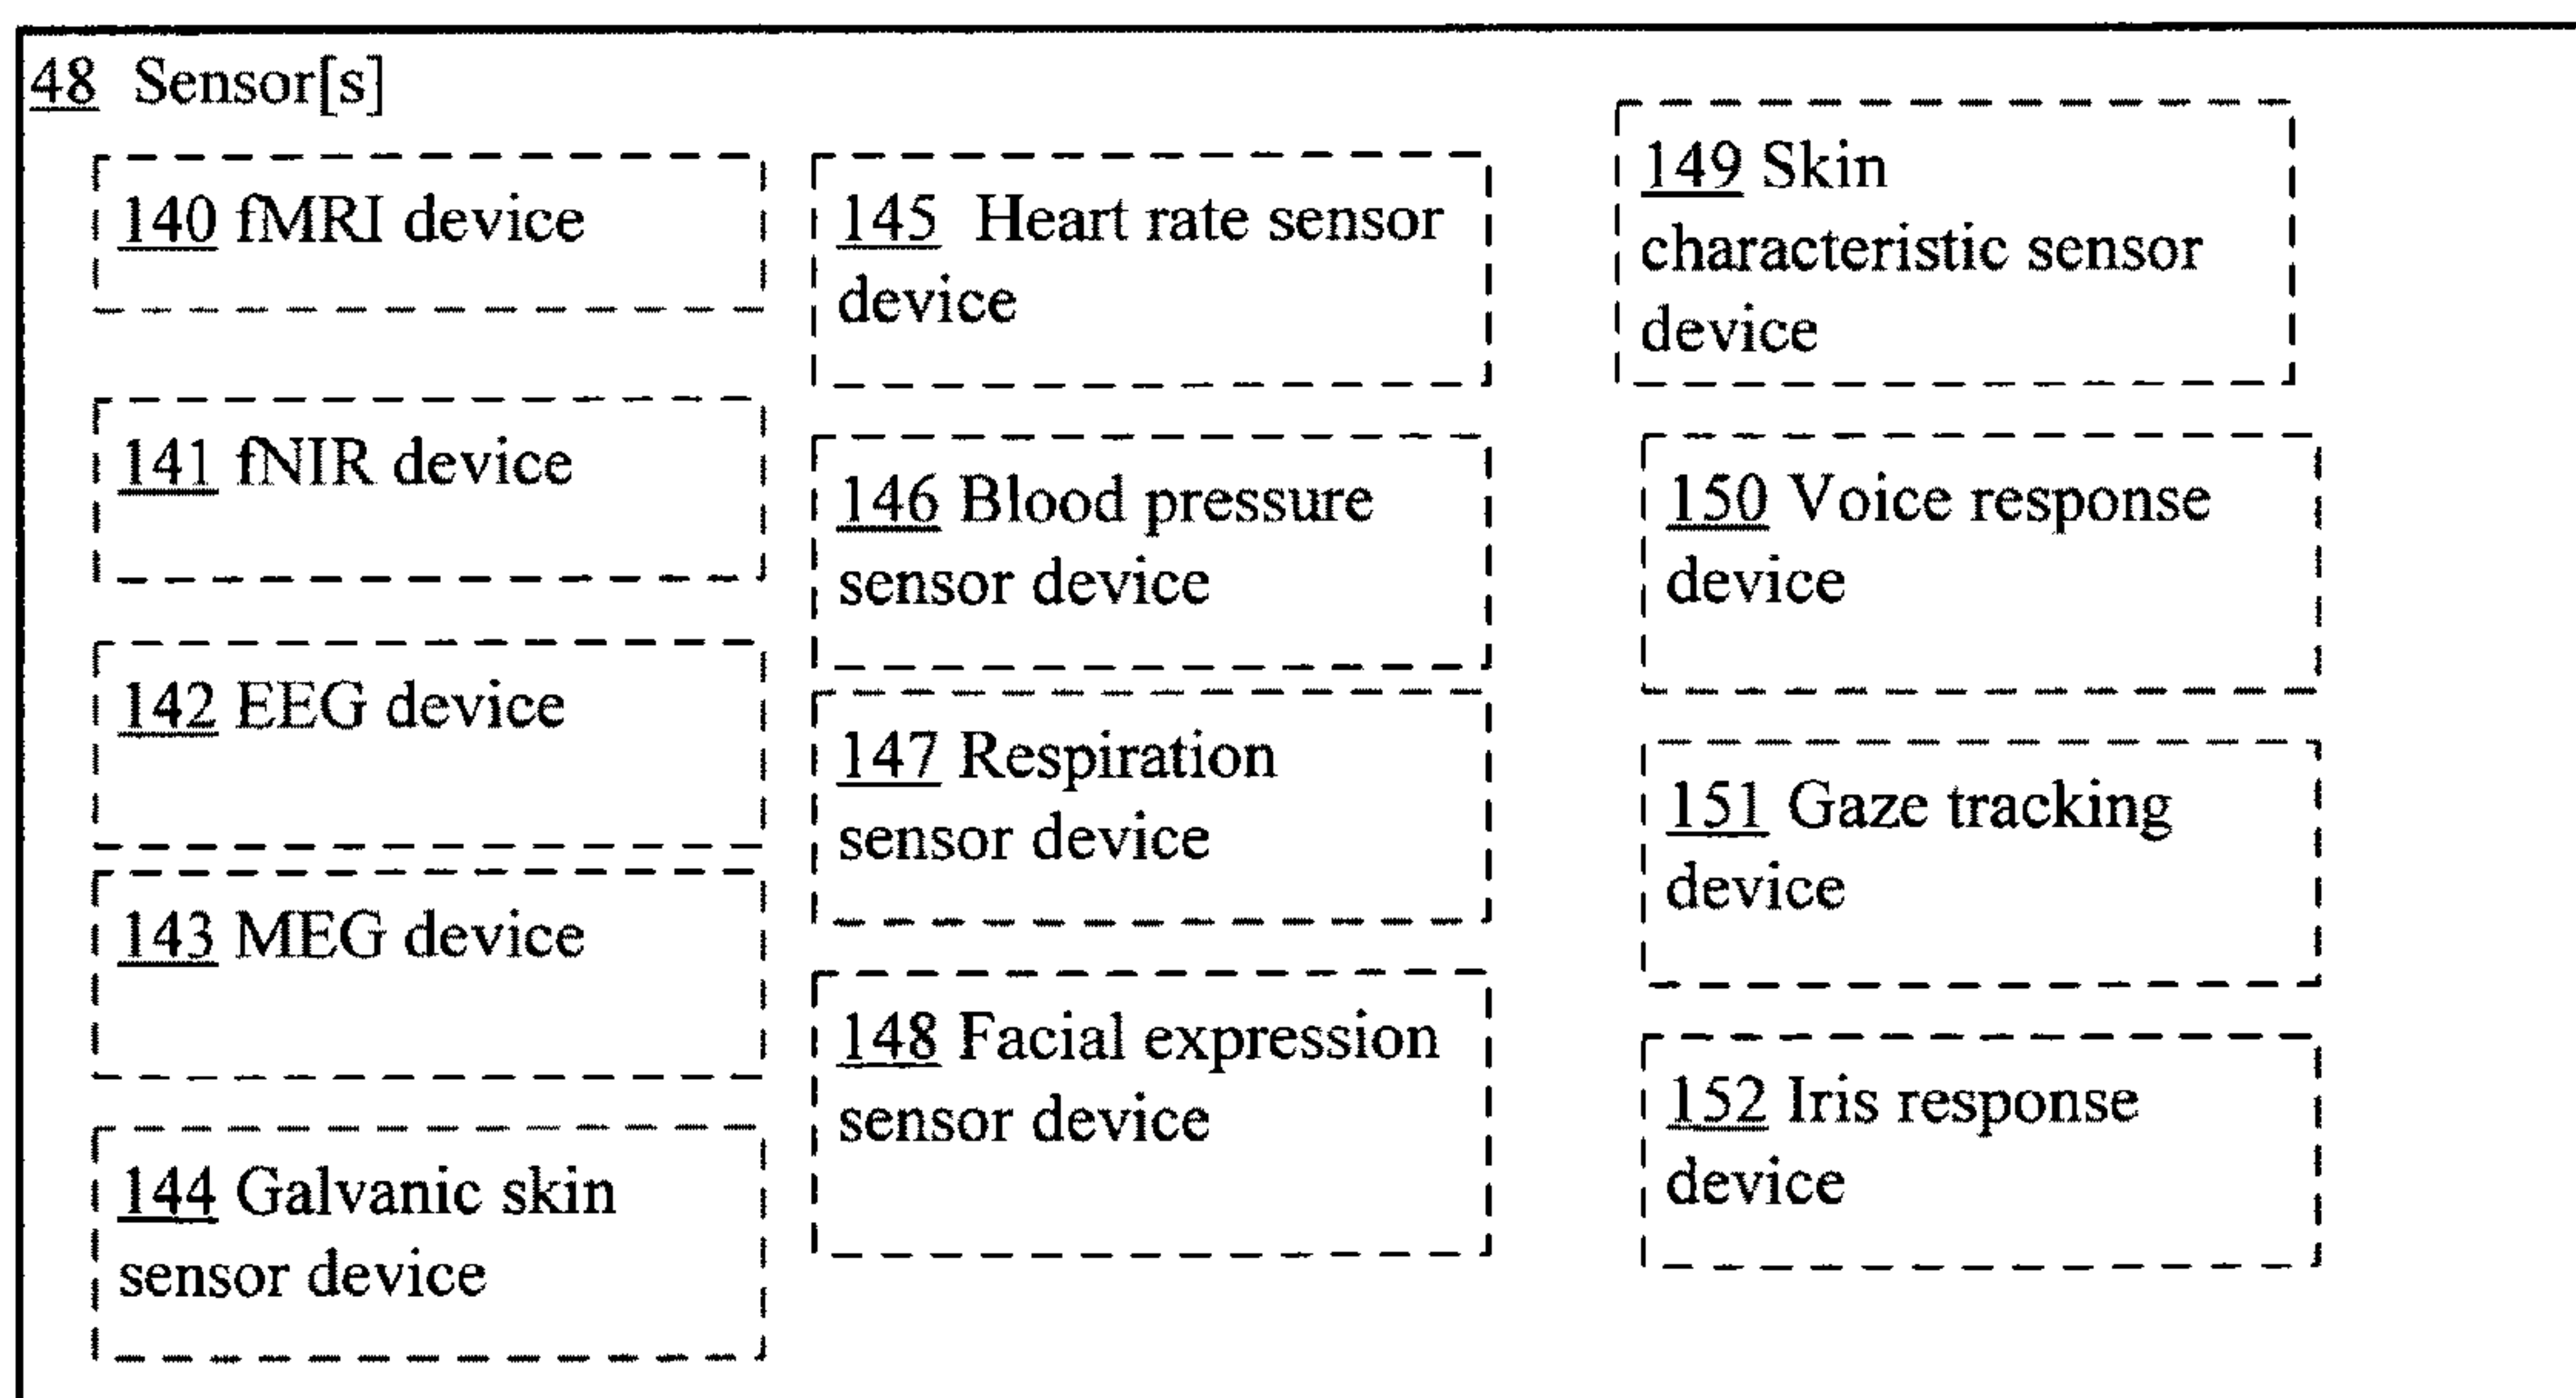 48 Sensor[s]
140 fMRI device
141 fNIR device
142 EEG device
143 MEG device
144 Galvanic skin
sensor device
145 Heart rate sensor
device
146 Blood pressure
sensor device
147 Respiration
sensor device
148 Facial expression
sensor device
149 Skin
characteristic sensor
device
150 Voice response
device
151 Gaze tracking
device
152 Iris response
device